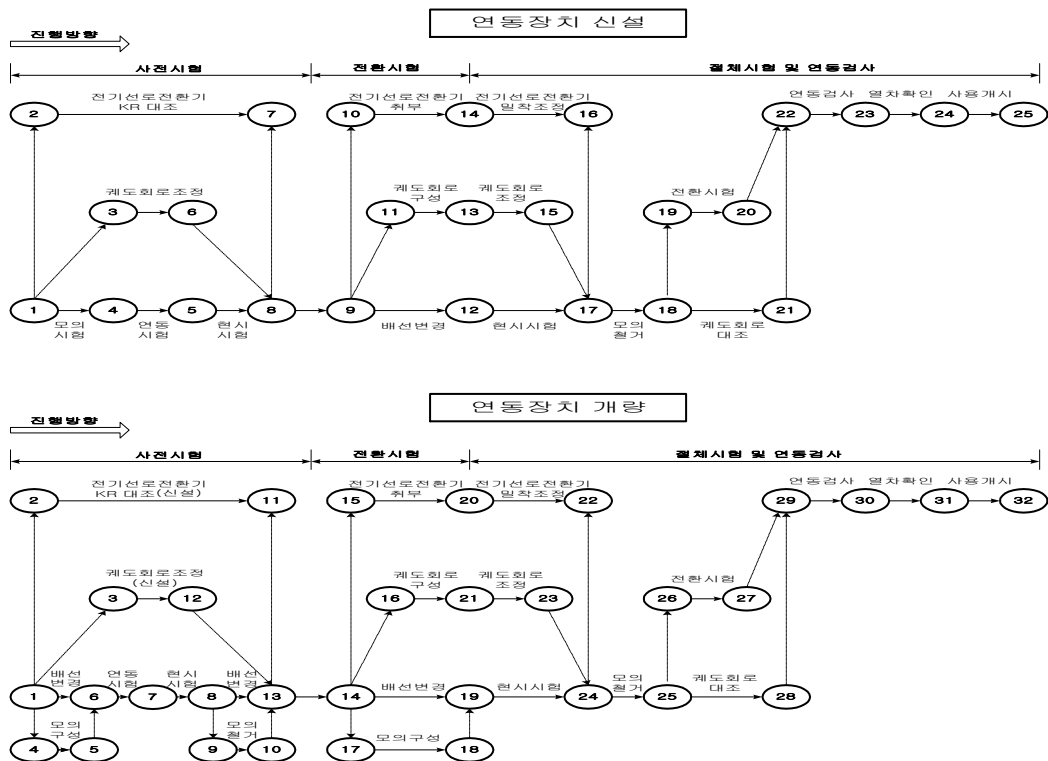 연동장치 신설
진행방향
사전시험 전환시험 절체시험 및 연동검사
전기선로전환기 전기선로전환기 전기선로전환기 연동검사 열차확인 사용개시
KR 대조 취부 밀착조정
2 7 10 14 16 22 23 24 25
궤도회로조정 궤도회로 궤도회로 전환시험
구성 조정
3 6 11 13 15 19 20
1 4 5 8 9 12 17 18 21
모의 연동 현시 배선변경 현시시험 모의 궤도회로
시험 시험 시험 철거 대조
연동장치 개량
진행방향
사전시험 전환시험 절체시험 및 연동검사
전기선로전환기 전기선로전환기 전기선로전환기 연동검사 열차확인 사용개시
KR 대조(신설) 취부 밀착조정
2 11 15 20 22 29 30 31 32
궤도회로조정 궤도회로 궤도회로 전환시험
(신설) 구성 조정
3 12 16 21 23 26 27
배선 연동 현시 배선 배선변경 현시시험 모의 궤도회로
변경 시험 시험 변경 철거 대조
1 6 7 8 13 14 19 24 25 28
모의 모의 모의구성
구성 철거
4 5 9 10 17 18